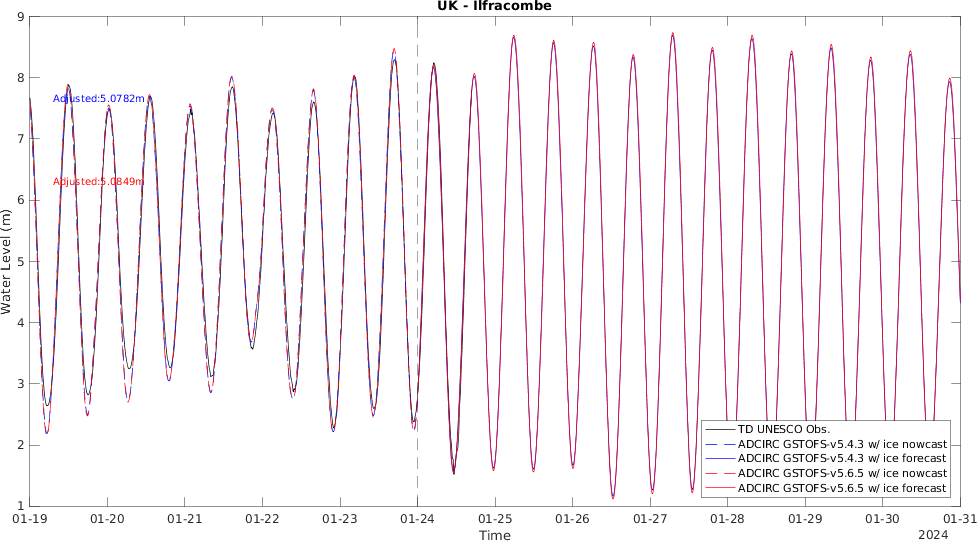 UK - Ilfracombe
9
8
7
6
5
4
3
2
1
Water Level (m)
Adjusted:5.0782m
Adjusted:5.0849m
TD UNESCO Obs.
ADCIRC GSTOFS-v5.4.3 w/ ice nowcast
ADCIRC GSTOFS-v5.4.3 w/ ice forecast
ADCIRC GSTOFS-v5.6.5 w/ ice nowcast
ADCIRC GSTOFS-v5.6.5 w/ ice forecast
01-19 01-20 01-21 01-22 01-23 01-24 01-25 01-26 01-27 01-28 01-29 01-30 01-31
Time
2024